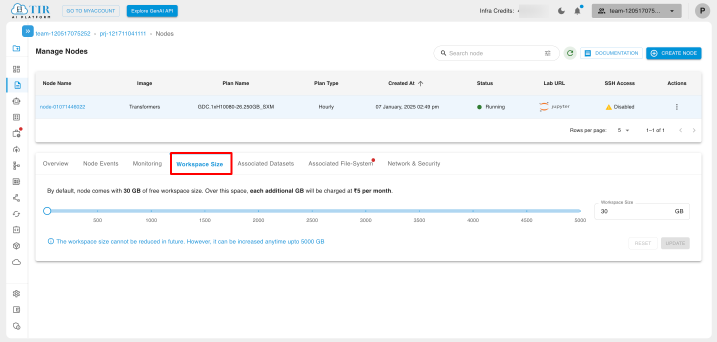 TIR
AI PLATFORM
GO TO MYACCOUNT
Explore GenAI API
Infra Credits:
team-120517075...
P
team-120517075252 › prj-121711041111 › Nodes
Manage Nodes
Search node
DOCUMENTATION
CREATE NODE
Node Name Image Plan Name Plan Type Created At ↑ Status Lab URL SSH Access Actions
node-01071446022 Transformers GDC.1xH10080-26.250GB_SXM Hourly 07 January, 2025 02:49 pm Running jupyter Disabled
Rows per page: 5 1–1 of 1
Overview Node Events Monitoring Workspace Size Associated Datasets Associated File-System Network & Security
By default, node comes with 30 GB of free workspace size. Over this space, each additional GB will be charged at ₹5 per month.
Workspace Size
30 GB
500 1000 1500 2000 2500 3000 3500 4000 4500 5000
The workspace size cannot be reduced in future. However, it can be increased anytime upto 5000 GB
RESET
UPDATE